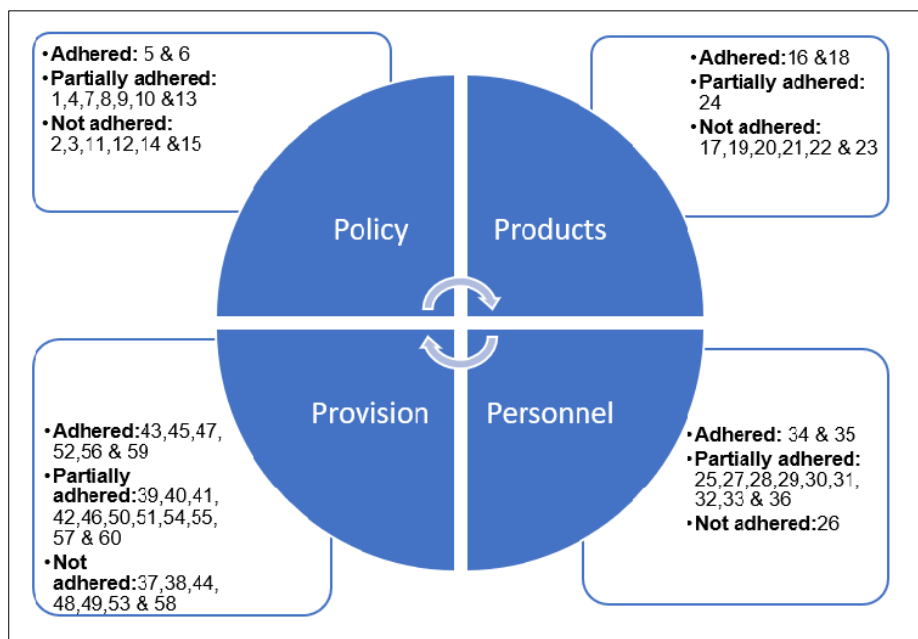 •Adhered: 5 & 6
•Partially adhered:
1,4,7,8,9,10 &13
•Not adhered:
2,3,11,12,14 &15
•Adhered:16 &18
•Partially adhered:
24
•Not adhered:
17,19,20,21,22 & 23
Policy
Products
Provision
Personnel
•Adhered:43,45,47,
52,56 & 59
•Partially
adhered:39,40,41,
42,46,50,51,54,55,
57 & 60
•Not
adhered:37,38,44,
48,49,53 & 58
•Adhered: 34 & 35
•Partially adhered:
25,27,28,29,30,31,
32,33 & 36
•Not adhered:26